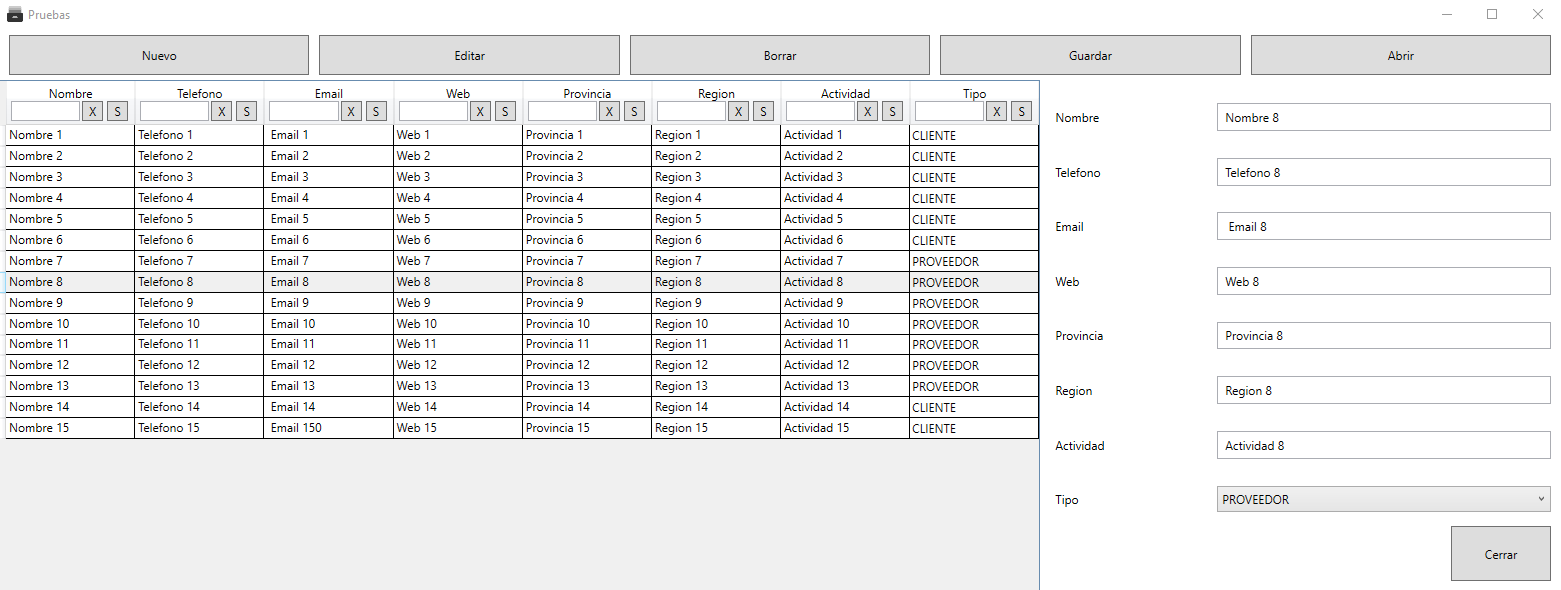 Pruebas
Nuevo Editar Borrar Guardar Abrir
Nombre Telefono Email Web Provincia Region Actividad Tipo
X S X S X S X S X S X S X S X S
Nombre 1 Telefono 1 Email 1 Web 1 Provincia 1 Region 1 Actividad 1 CLIENTE
Nombre 2 Telefono 2 Email 2 Web 2 Provincia 2 Region 2 Actividad 2 CLIENTE
Nombre 3 Telefono 3 Email 3 Web 3 Provincia 3 Region 3 Actividad 3 CLIENTE
Nombre 4 Telefono 4 Email 4 Web 4 Provincia 4 Region 4 Actividad 4 CLIENTE
Nombre 5 Telefono 5 Email 5 Web 5 Provincia 5 Region 5 Actividad 5 CLIENTE
Nombre 6 Telefono 6 Email 6 Web 6 Provincia 6 Region 6 Actividad 6 CLIENTE
Nombre 7 Telefono 7 Email 7 Web 7 Provincia 7 Region 7 Actividad 7 PROVEEDOR
Nombre 8 Telefono 8 Email 8 Web 8 Provincia 8 Region 8 Actividad 8 PROVEEDOR
Nombre 9 Telefono 9 Email 9 Web 9 Provincia 9 Region 9 Actividad 9 PROVEEDOR
Nombre 10 Telefono 10 Email 10 Web 10 Provincia 10 Region 10 Actividad 10 PROVEEDOR
Nombre 11 Telefono 11 Email 11 Web 11 Provincia 11 Region 11 Actividad 11 PROVEEDOR
Nombre 12 Telefono 12 Email 12 Web 12 Provincia 12 Region 12 Actividad 12 PROVEEDOR
Nombre 13 Telefono 13 Email 13 Web 13 Provincia 13 Region 13 Actividad 13 PROVEEDOR
Nombre 14 Telefono 14 Email 14 Web 14 Provincia 14 Region 14 Actividad 14 CLIENTE
Nombre 15 Telefono 15 Email 150 Web 15 Provincia 15 Region 15 Actividad 15 CLIENTE
Nombre Nombre 8
Telefono Telefono 8
Email Email 8
Web Web 8
Provincia Provincia 8
Region Region 8
Actividad Actividad 8
Tipo PROVEEDOR
Cerrar